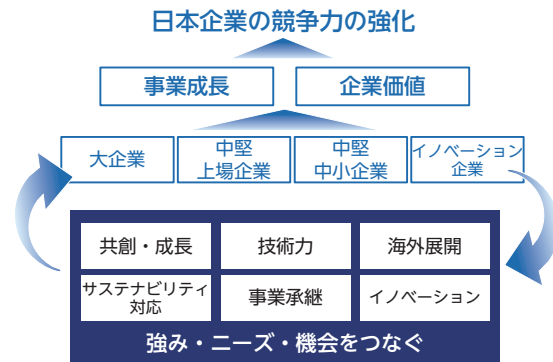 日本企業の競争力の強化
事業成長
企業価値
大企業
中堅
上場企業
中堅
中小企業
イノベーション
企業
共創・成長
技術力
海外展開
サステナビリティ
対応
事業承継
イノベーション
強み・ニーズ・機会をつなぐ